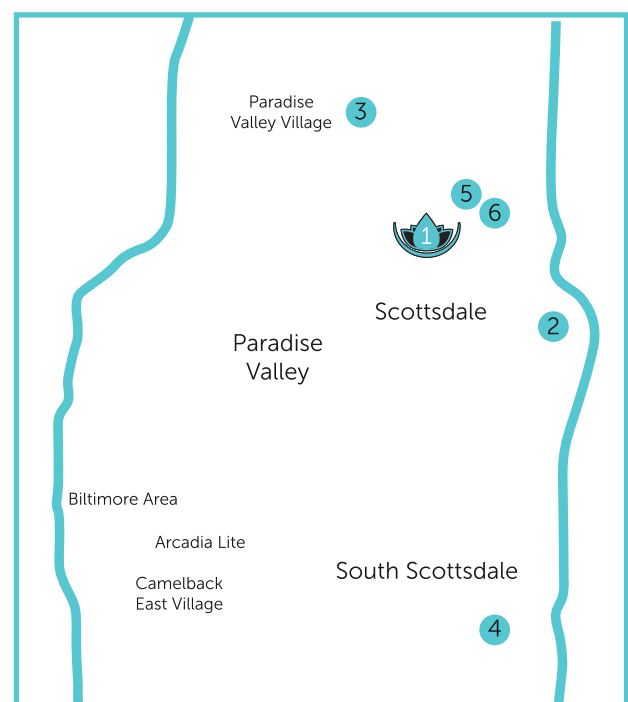 Paradise
Valley Village
3
5
6
1
Scottsdale
2
Paradise
Valley
Biltmore Area
Arcadia Lite
South Scottsdale
Camelback
East Village
4